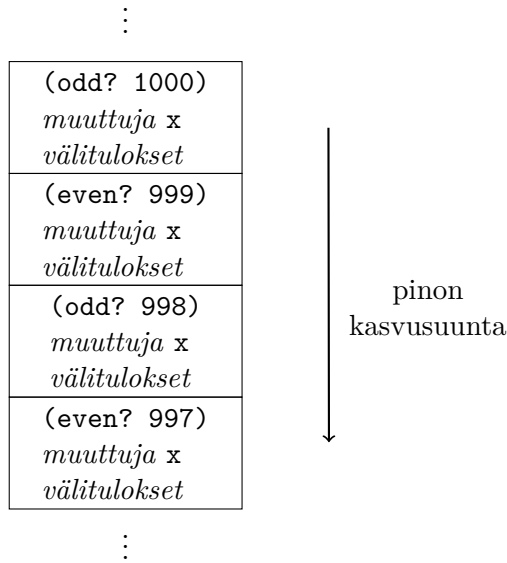 (odd? 1000)
muuttuja x
välitulokset
(even? 999)
muuttuja x
välitulokset
(odd? 998)
muuttuja x
välitulokset
(even? 997)
muuttuja x
välitulokset
pinon
kasvusuunta